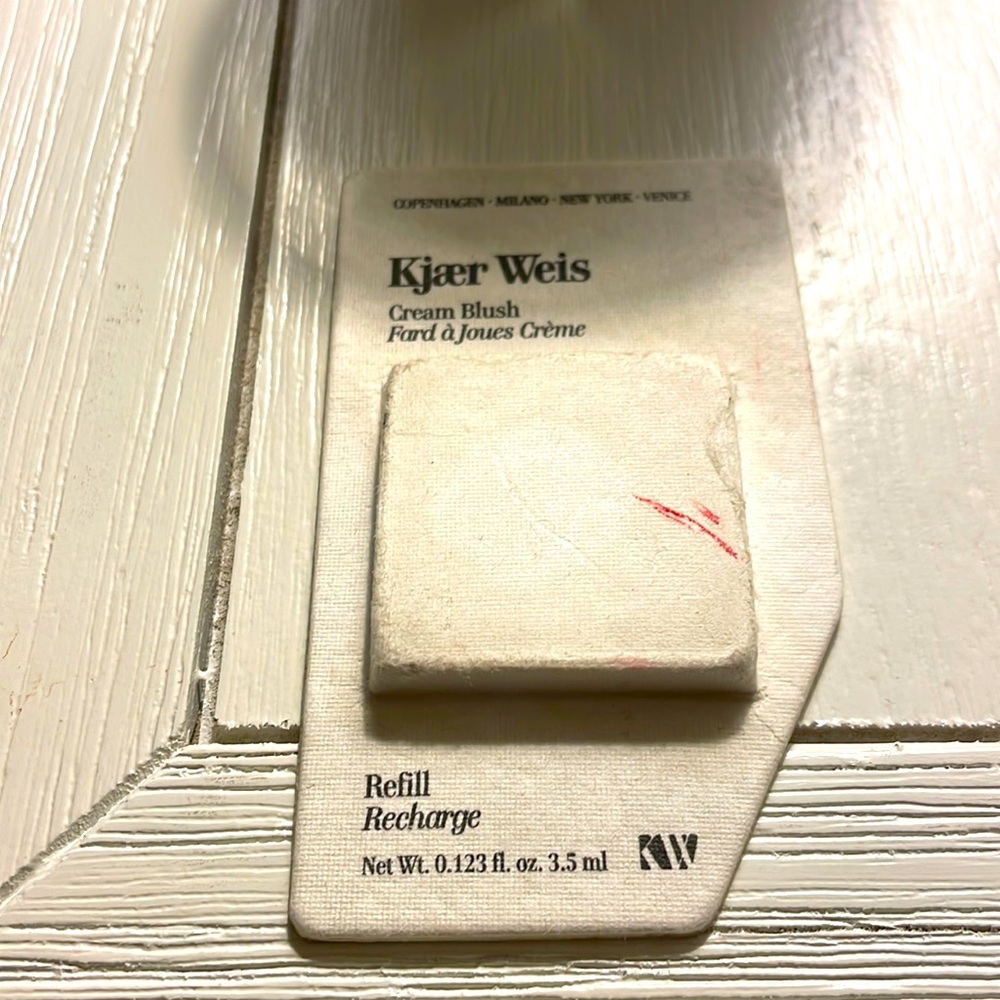 COPENHAGEN · MILANO · NEW YORK · VENICE
Kjær Weis
Cream Blush
Fard à Joues Crème
Refill
Recharge
Net Wt. 0.123 fl. oz. 3.5 ml
KW